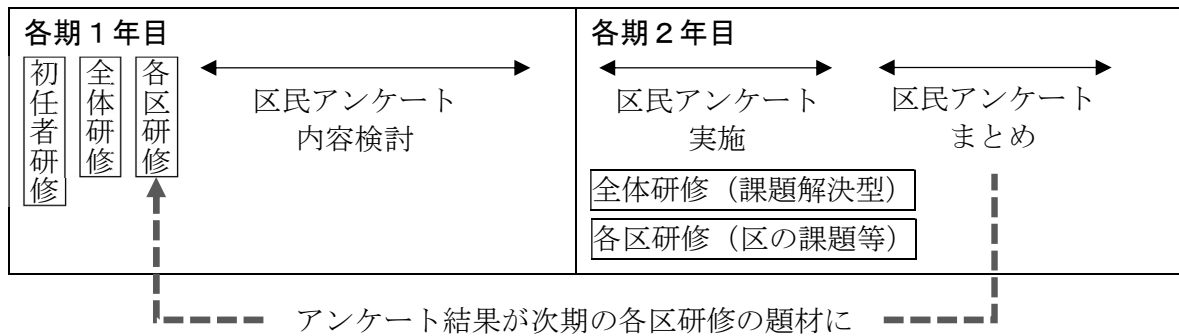 各期１年目
初任者研修
全体研修
各区研修
区民アンケート
内容検討
各期２年目
区民アンケート
実施
区民アンケート
まとめ
全体研修（課題解決型）
各区研修（区の課題等）
アンケート結果が次期の各区研修の題材に